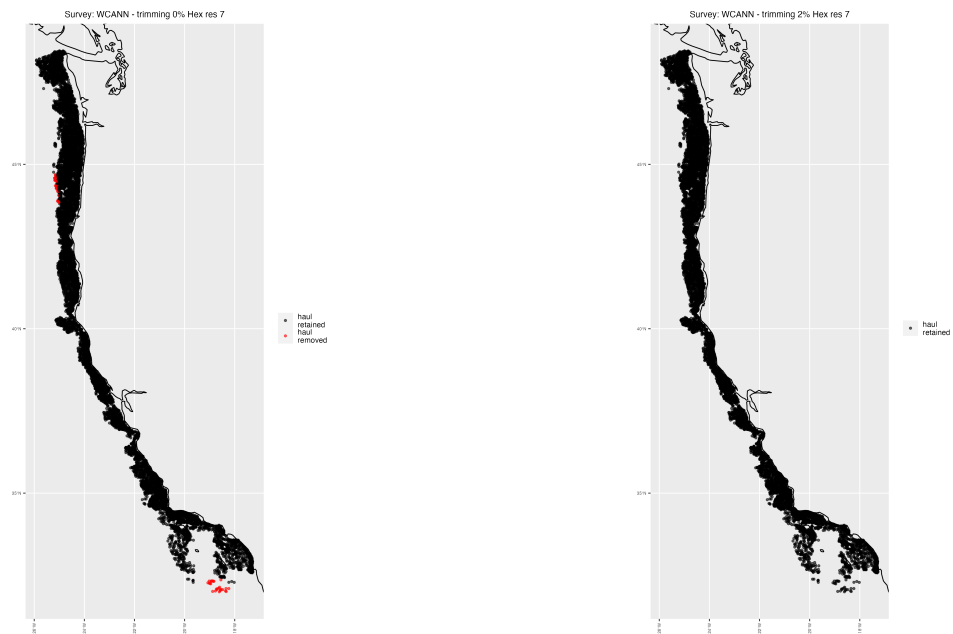 Survey: WCANN - trimming 0% Hex res 7
45°N
40°N
35°N
haul
retained
haul
removed
Survey: WCANN - trimming 2% Hex res 7
45°N
40°N
35°N
haul
retained